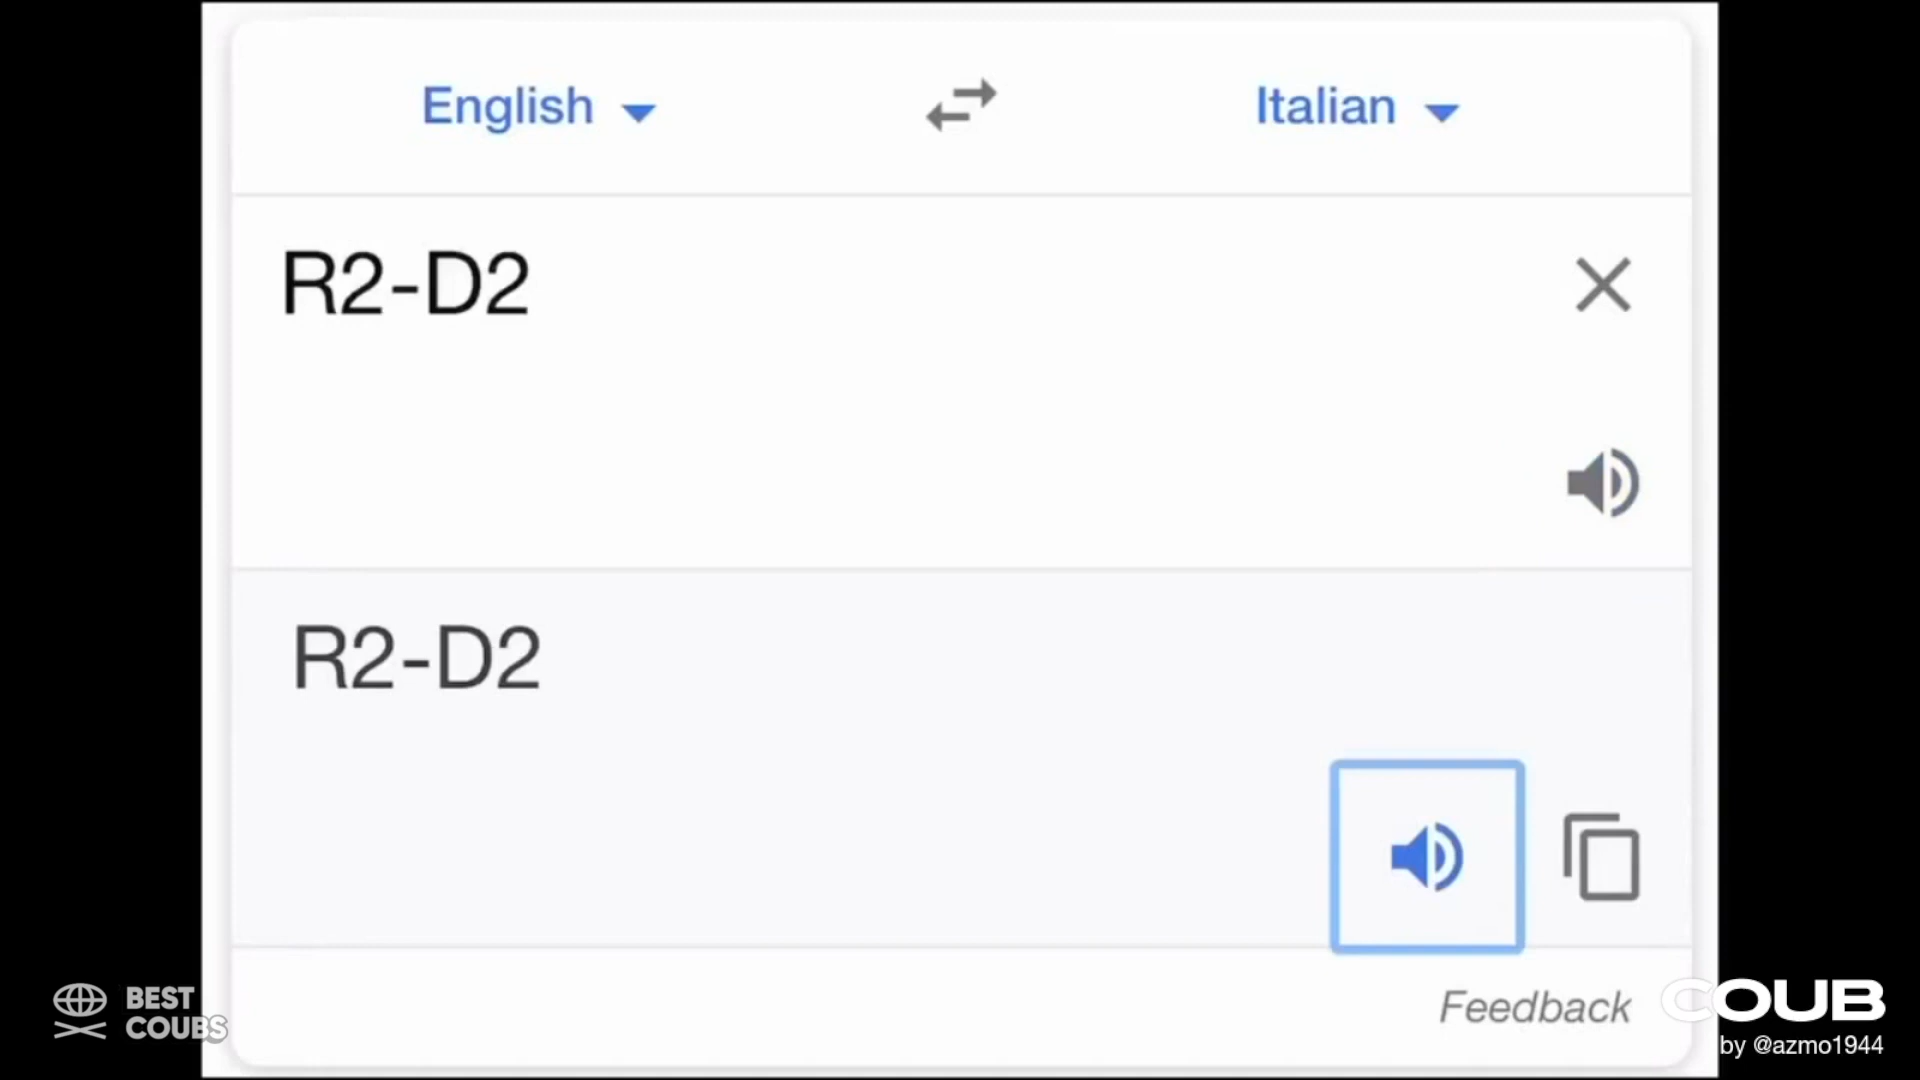 English
Italian
R2-D2
R2-D2
Feedback
BEST
COUBS
COUB
by @azmo1944